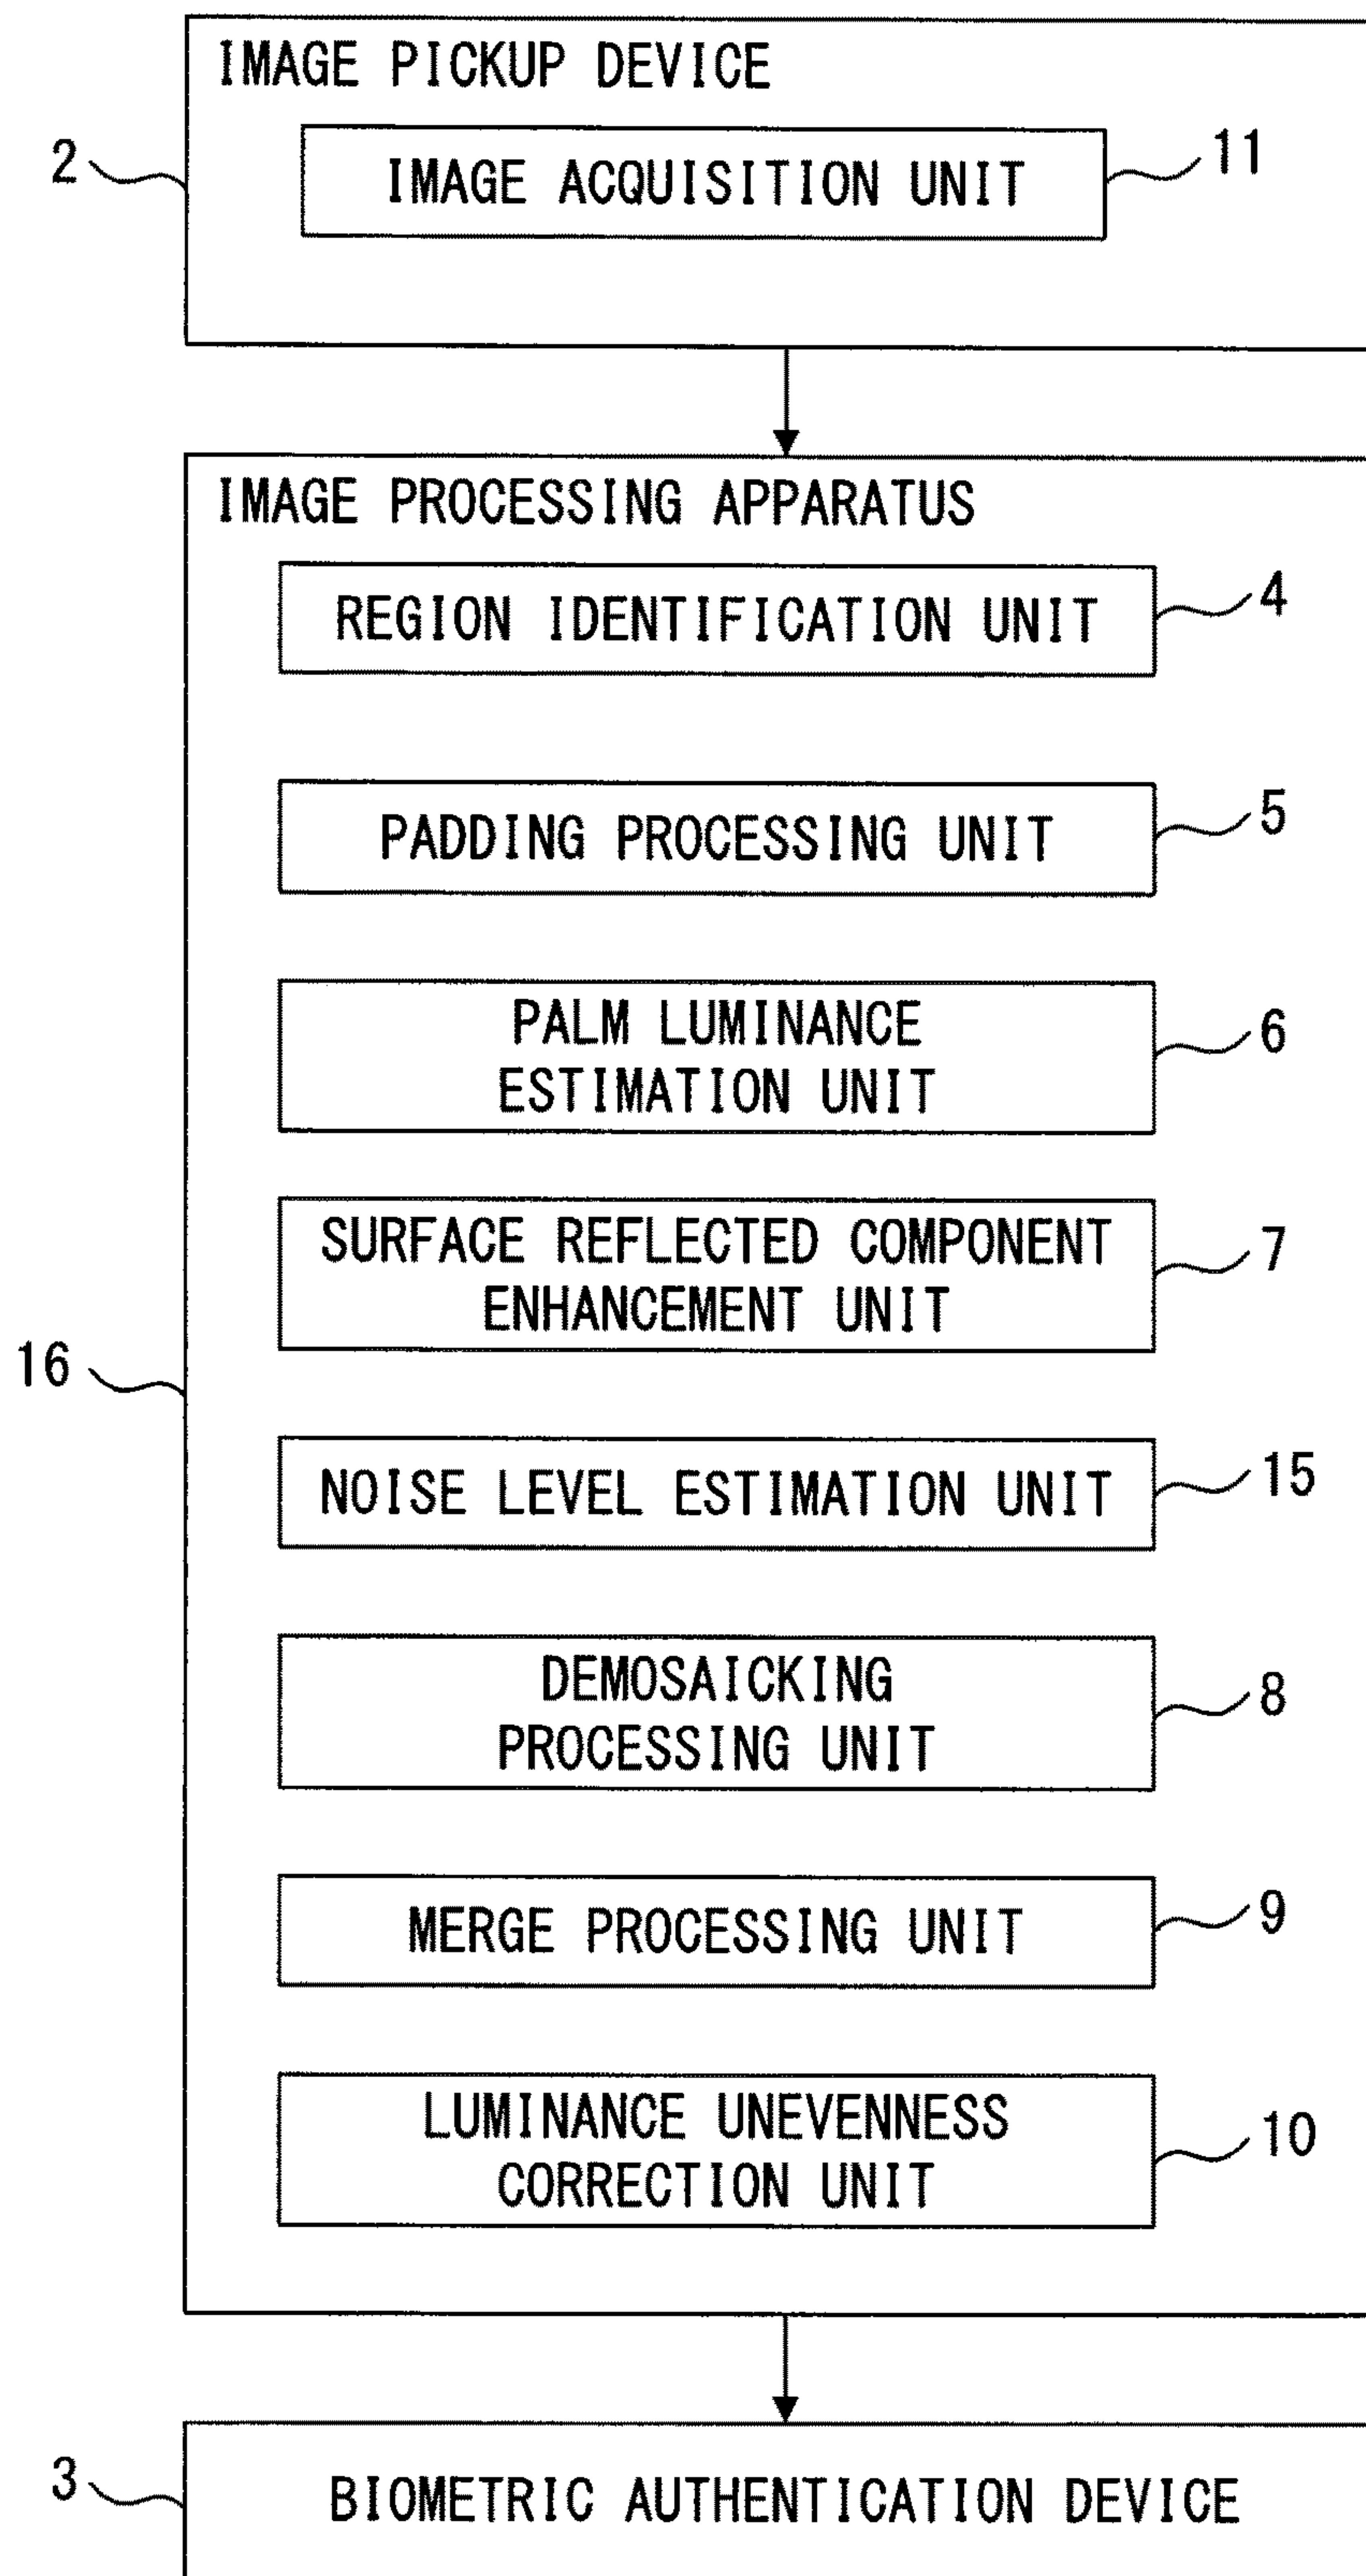 IMAGE PICKUP DEVICE
2
IMAGE ACQUISITION UNIT
11
IMAGE PROCESSING APPARATUS
REGION IDENTIFICATION UNIT
4
PADDING PROCESSING UNIT
5
PALM LUMINANCE
ESTIMATION UNIT
6
SURFACE REFLECTED COMPONENT
ENHANCEMENT UNIT
7
16
NOISE LEVEL ESTIMATION UNIT
15
DEMOSAICKING
PROCESSING UNIT
8
MERGE PROCESSING UNIT
9
LUMINANCE UNEVENNESS
CORRECTION UNIT
10
3
BIOMETRIC AUTHENTICATION DEVICE